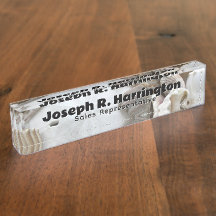 Joseph R. Harrington
Sales Representative